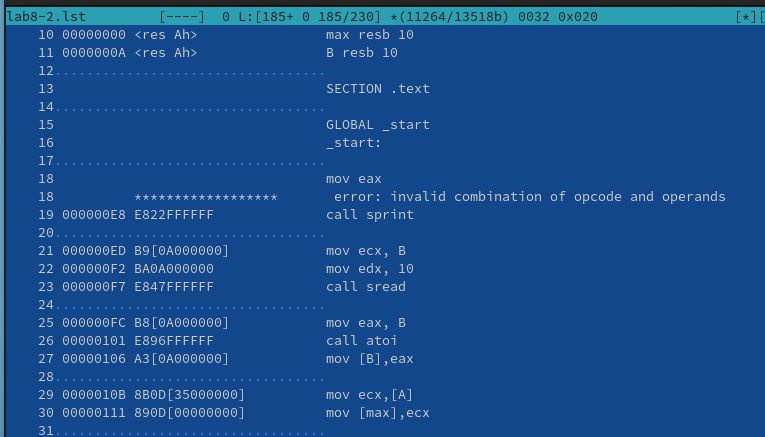 lab8-2.lst [----] 0 L:[185+ 0 185/230] *(11264/13518b) 0032 0x020 [*][
10 00000000 <res Ah> max resb 10
11 0000000A <res Ah> B resb 10
12..................................
13 SECTION .text
14..................................
15 GLOBAL _start
16 _start:
17..................................
18 mov eax
18 ****************** error: invalid combination of opcode and operands
19 000000E8 E822FFFFFF call sprint
20..................................
21 000000ED B9[0A000000] mov ecx, B
22 000000F2 BA0A000000 mov edx, 10
23 000000F7 E847FFFFFF call sread
24..................................
25 000000FC B8[0A000000] mov eax, B
26 00000101 E896FFFFFF call atoi
27 00000106 A3[0A000000] mov [B],eax
28..................................
29 0000010B 8B0D[35000000] mov ecx,[A]
30 00000111 890D[00000000] mov [max],ecx
31..................................